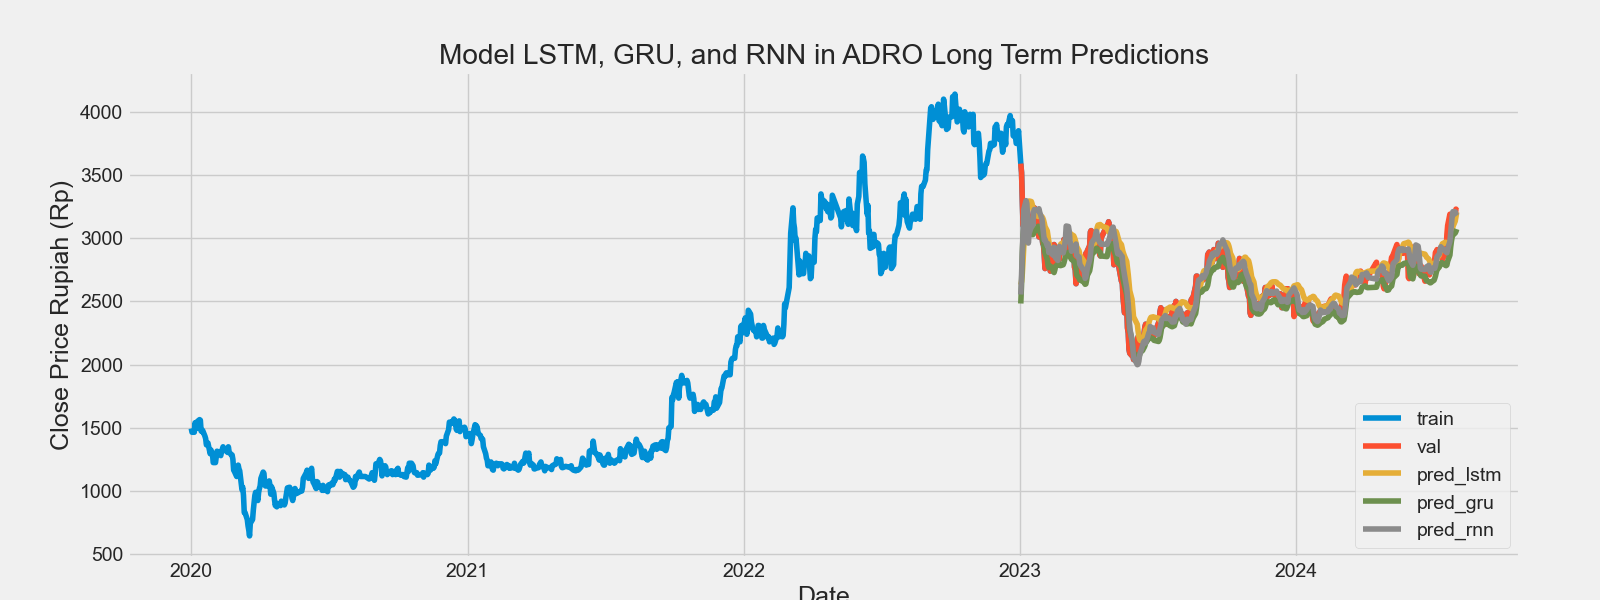 Model LSTM, GRU, and RNN in ADRO Long Term Predictions
Close Price Rupiah (Rp)
4000
3500
3000
2500
2000
1500
1000
500
2020 2021 2022 2023 2024
Date
train
val
pred_lstm
pred_gru
pred_rnn